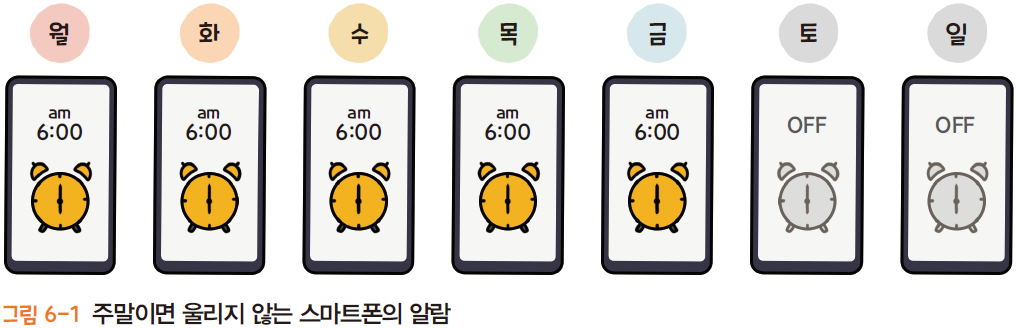 월 화 수 목 금 토 일
am am am am am
6:00 6:00 6:00 6:00 6:00 OFF OFF
그림 6-1 주말이면 울리지 않는 스마트폰의 알람